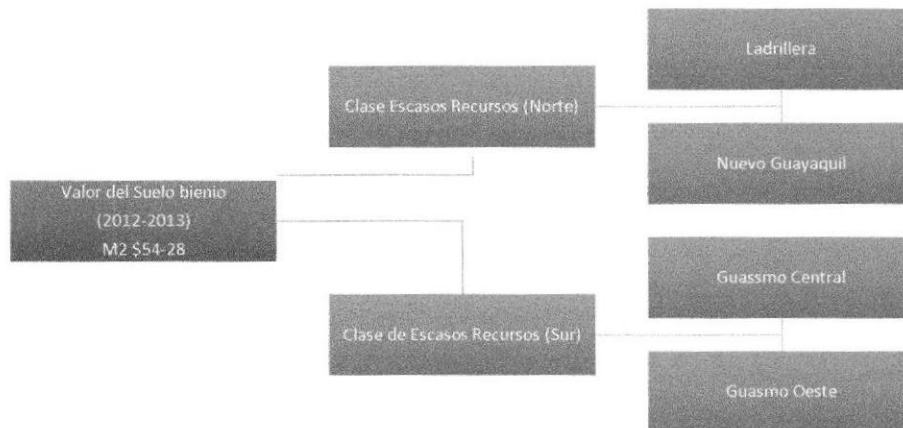 Valor del Suelo bienio
(2012-2013)
M2 $54-28
Clase Escasos Recursos (Norte)
Ladrillera
Nuevo Guayaquil
Clase de Escasos Recursos (Sur)
Guassmo Central
Guasmo Oeste